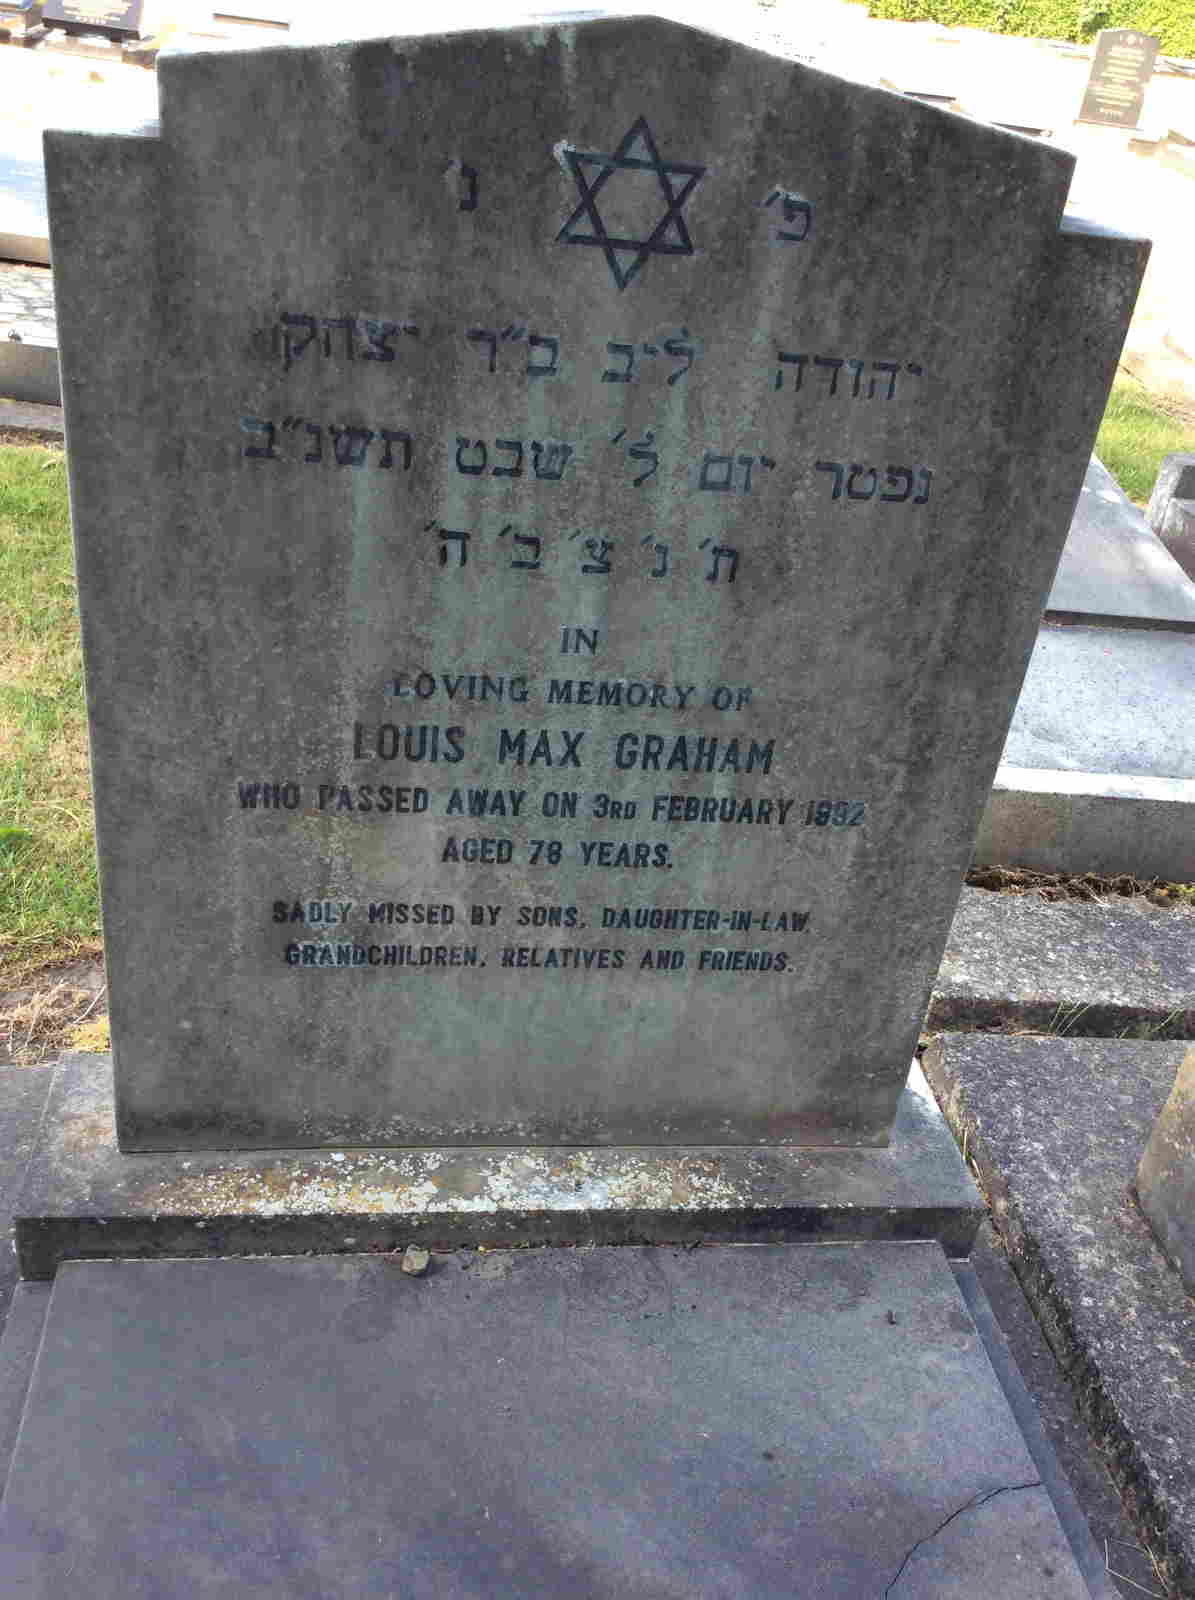 פ׳ נ׳
יהודה ליב ב״ר יצחק
נפטר יום ל׳ שבט תשנ״ב
ת׳ נ׳ צ׳ ב׳ ה׳
IN
LOVING MEMORY OF
LOUIS MAX GRAHAM
WHO PASSED AWAY ON 3RD FEBRUARY 1992
AGED 78 YEARS.
SADLY MISSED BY SONS, DAUGHTER-IN-LAW,
GRANDCHILDREN, RELATIVES AND FRIENDS.